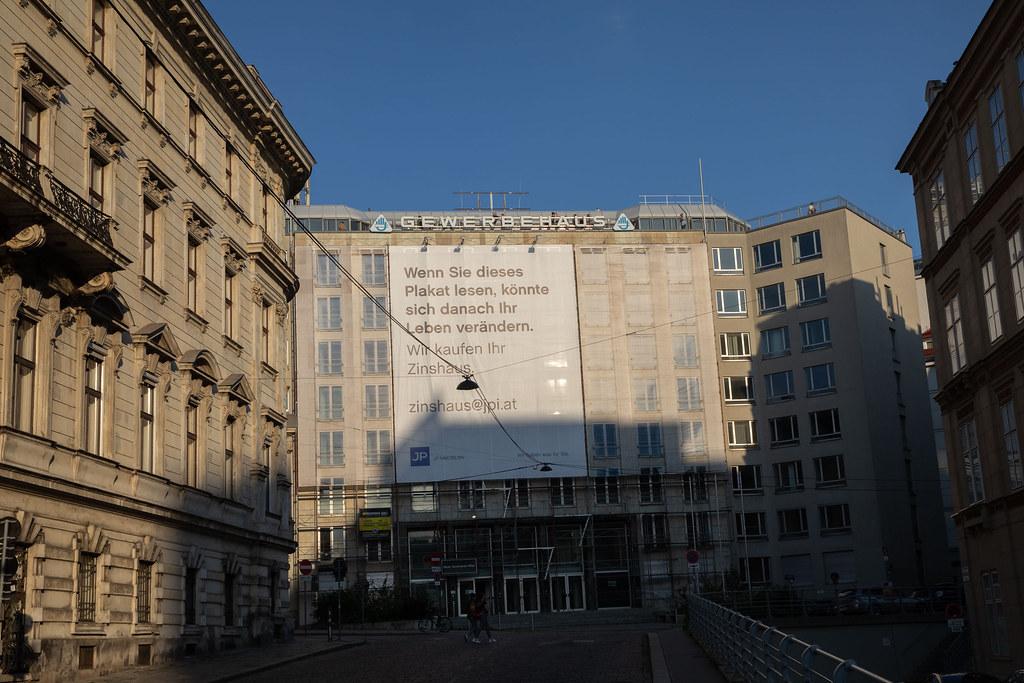 GEWERBEHAUS
Wenn Sie dieses
Plakat lesen, könnte
sich danach Ihr
Leben verändern.
Wir kaufen Ihr
Zinshaus.
zinshaus@jpi.at
JP